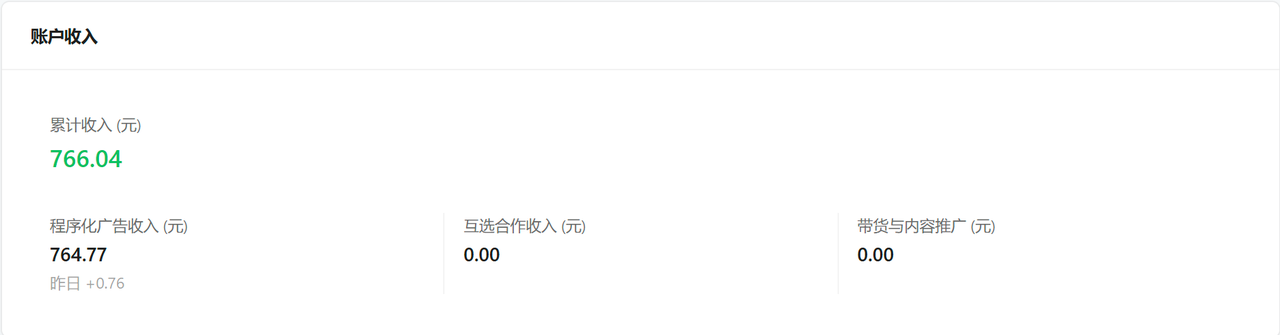 账户收入
累计收入 (元)
766.04
程序化广告收入 (元)
764.77
昨日 +0.76
互选合作收入 (元)
0.00
带货与内容推广 (元)
0.00